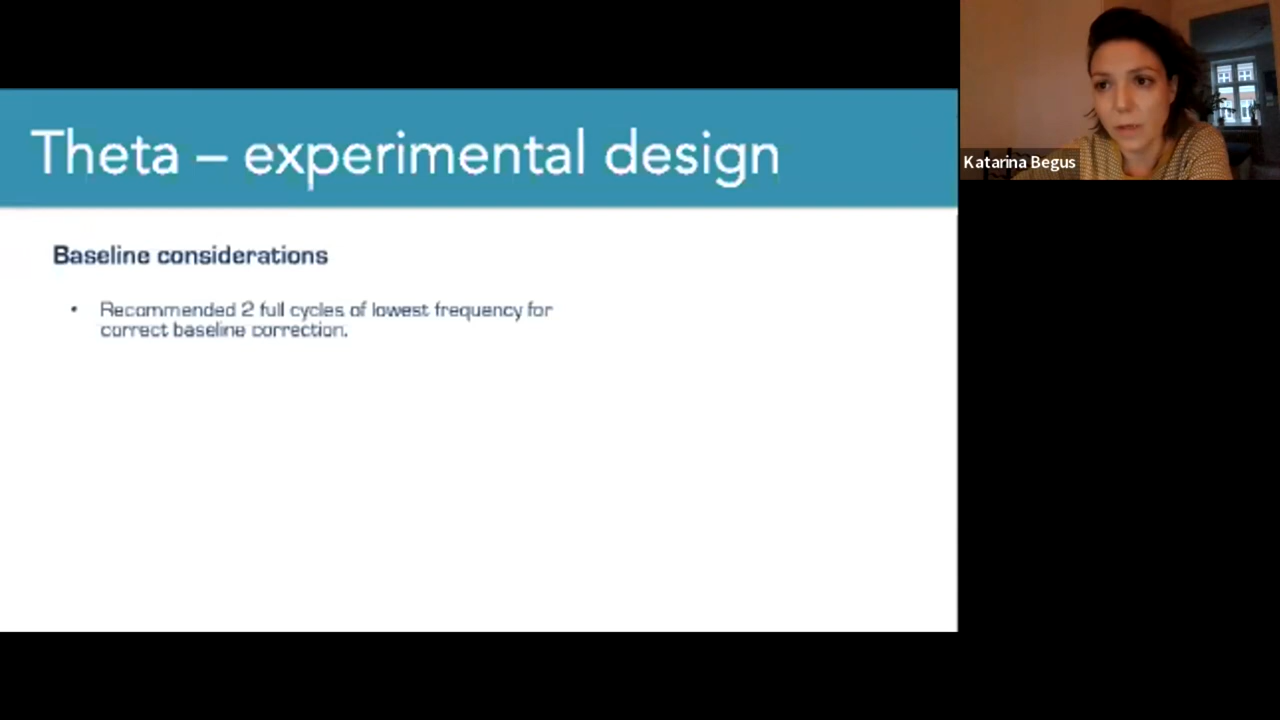 Theta – experimental design
Katarina Begus
Baseline considerations
• Recommended 2 full cycles of lowest frequency for
correct baseline correction.